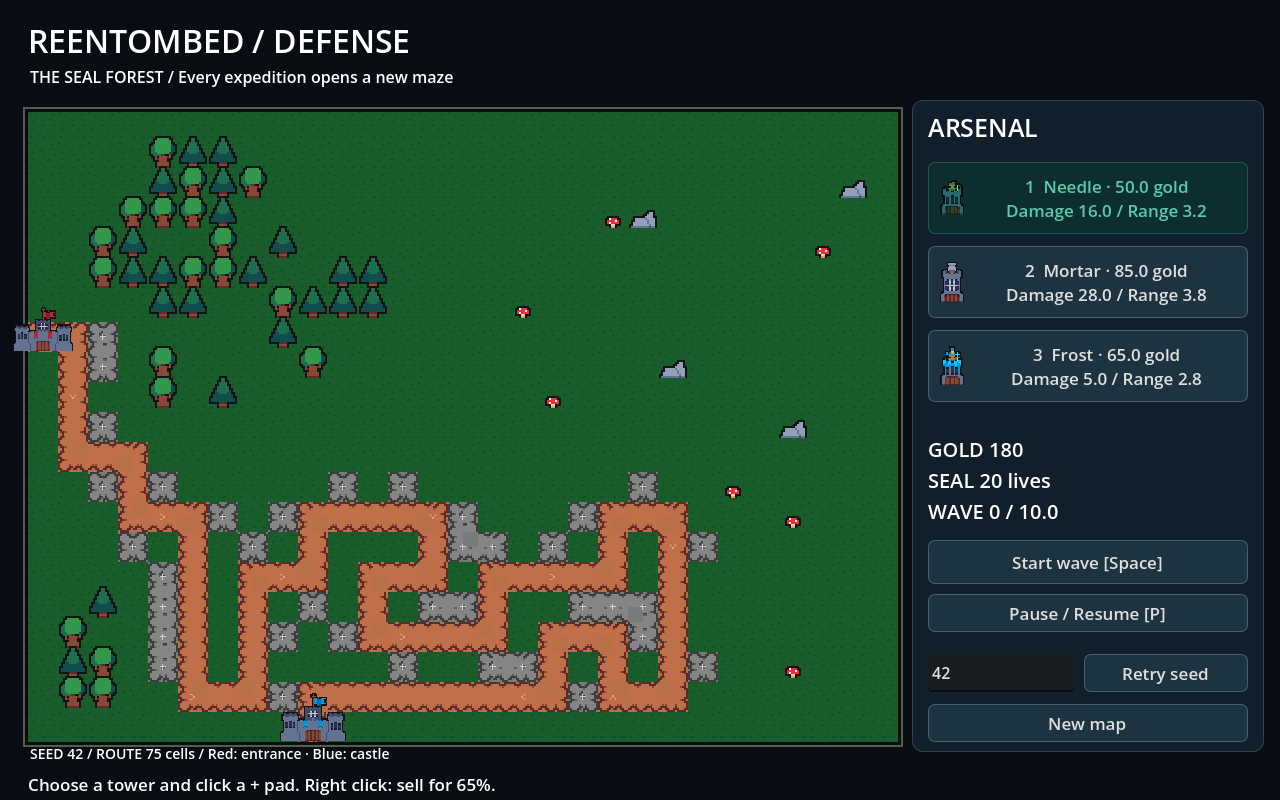 REENTOMBED / DEFENSE
THE SEAL FOREST / Every expedition opens a new maze
ARSENAL
1 Needle · 50.0 gold
Damage 16.0 / Range 3.2
2 Mortar · 85.0 gold
Damage 28.0 / Range 3.8
3 Frost · 65.0 gold
Damage 5.0 / Range 2.8
GOLD 180
SEAL 20 lives
WAVE 0 / 10.0
Start wave [Space]
Pause / Resume [P]
42
Retry seed
New map
SEED 42 / ROUTE 75 cells / Red: entrance · Blue: castle
Choose a tower and click a + pad. Right click: sell for 65%.